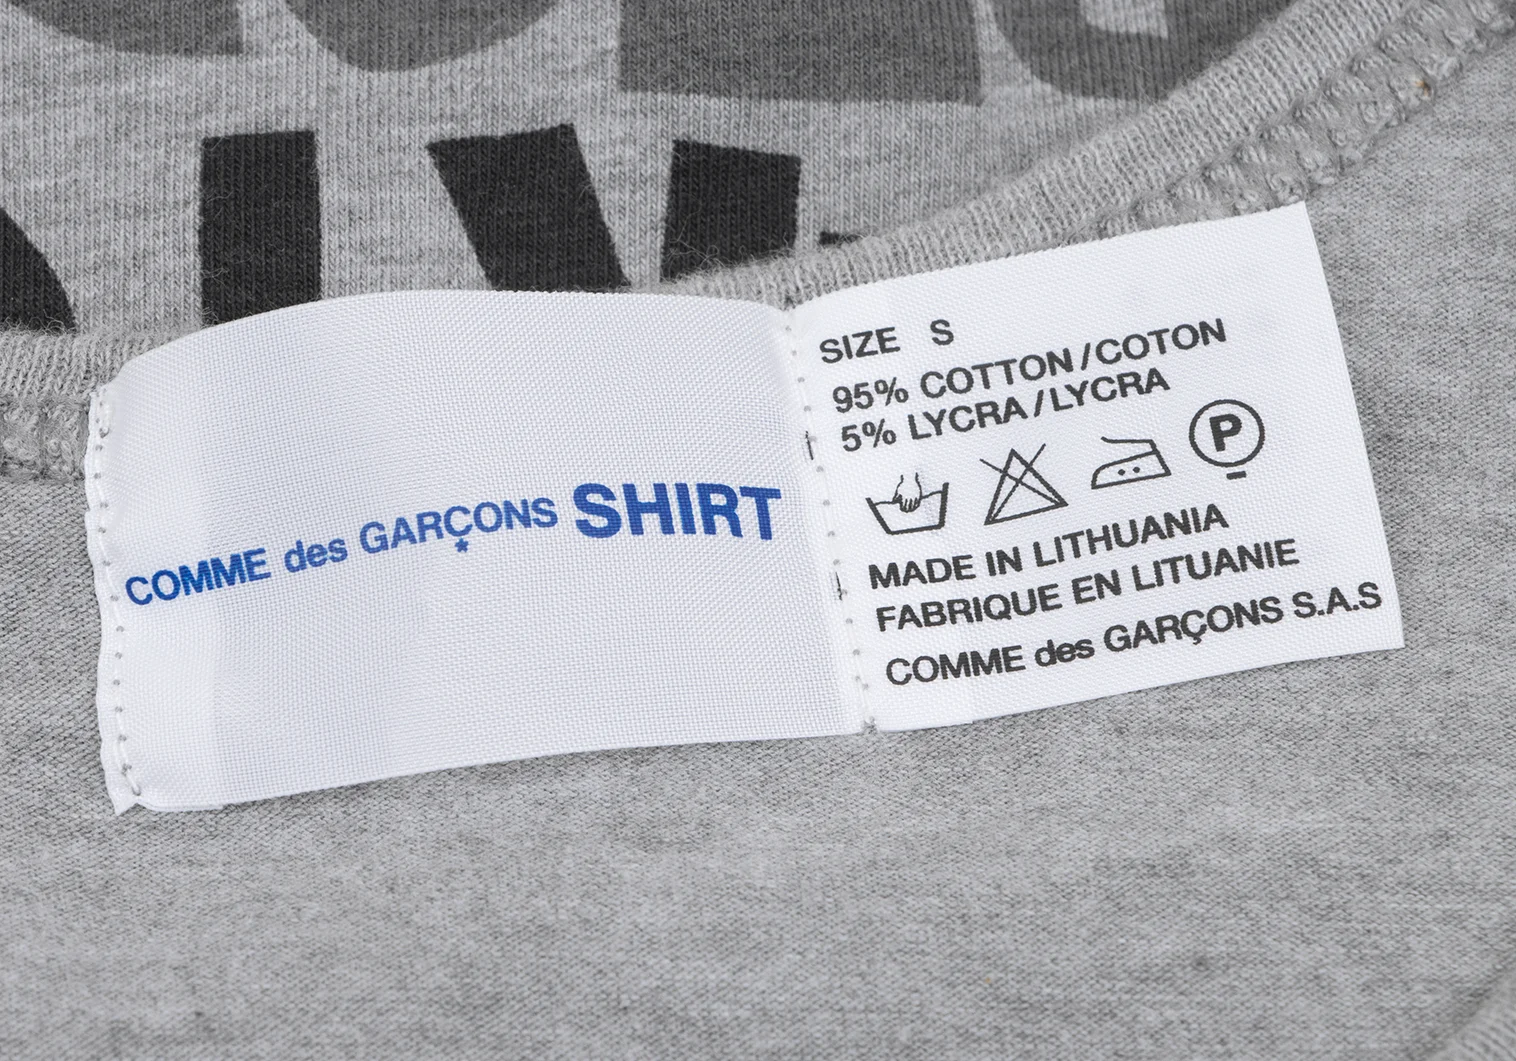 COMME des GARÇONS SHIRT
SIZE S
95% COTTON/COTON
5% LYCRA/LYCRA
P
MADE IN LITHUANIA
FABRIQUE EN LITUANIE
COMME des GARÇONS S.A.S